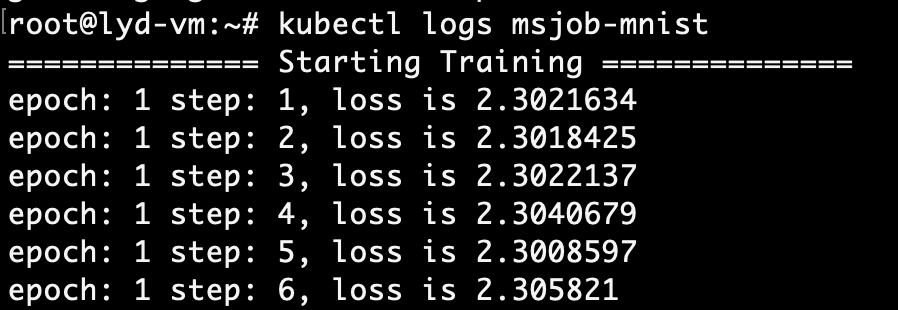 [root@lyd-vm:~# kubectl logs msjob-mnist
============== Starting Training ==============
epoch: 1 step: 1, loss is 2.3021634
epoch: 1 step: 2, loss is 2.3018425
epoch: 1 step: 3, loss is 2.3022137
epoch: 1 step: 4, loss is 2.3040679
epoch: 1 step: 5, loss is 2.3008597
epoch: 1 step: 6, loss is 2.305821